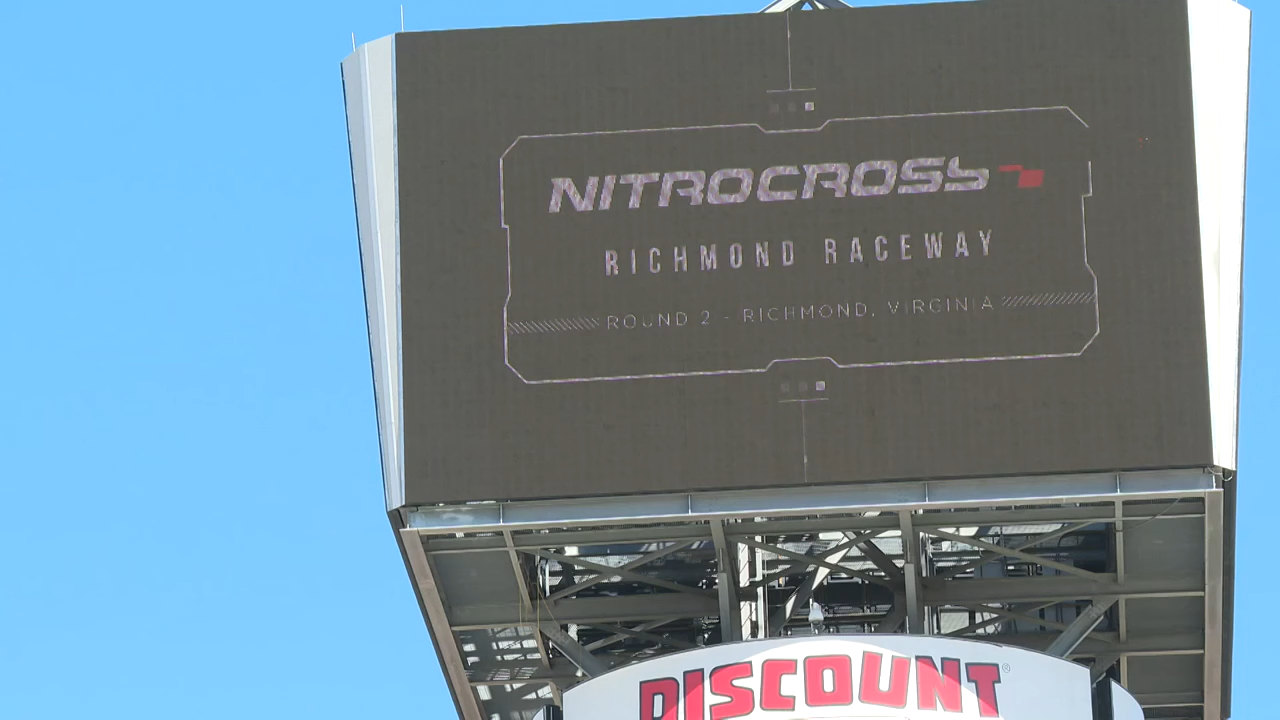 NITROCROSS
RICHMOND RACEWAY
ROUND 2 - RICHMOND, VIRGINIA
DISCOUNT®